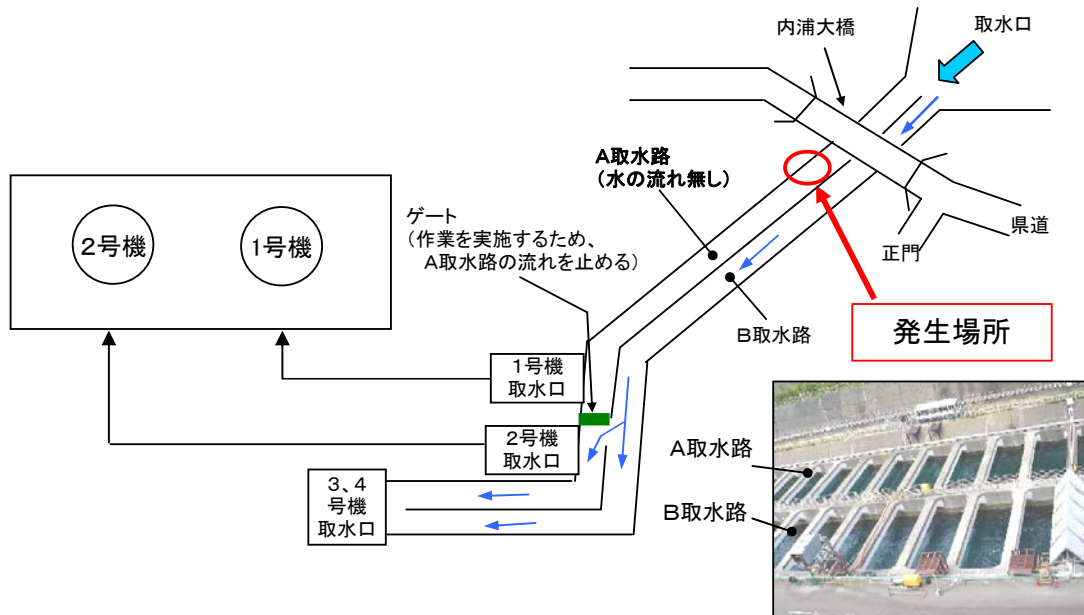 内浦大橋
取水口
A取水路
(水の流れ無し)
ゲート
(作業を実施するため、
A取水路の流れを止める)
県道
正門
2号機
1号機
B取水路
発生場所
1号機
取水口
2号機
取水口
3、4
号機
取水口
A取水路
B取水路